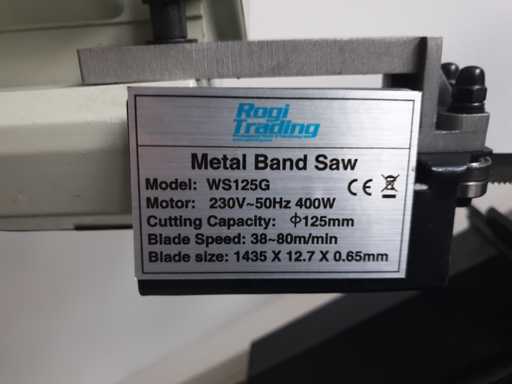 Rogi
Trading
Metal Band Saw
Model: WS125G
CE
Motor: 230V~50Hz 400W
Cutting Capacity: ϕ125mm
Blade Speed: 38~80m/min
Blade size: 1435 X 12.7 X 0.65mm